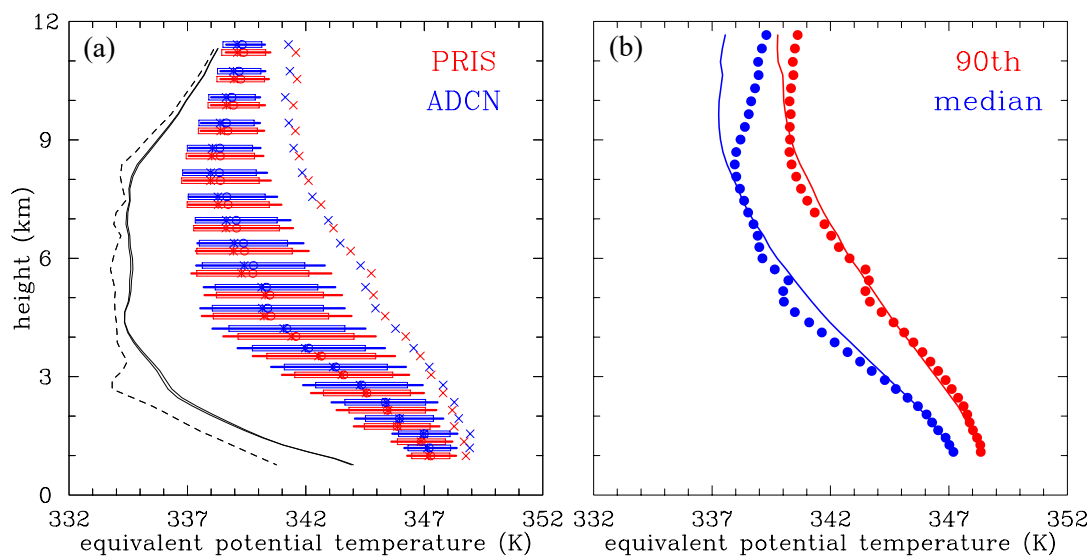 12
(a)
PRIS
ADCN
9
6
3
0
height (km)
332
337
342
347
352
equivalent potential temperature (K)
(b)
90th
median
332
337
342
347
352
equivalent potential temperature (K)